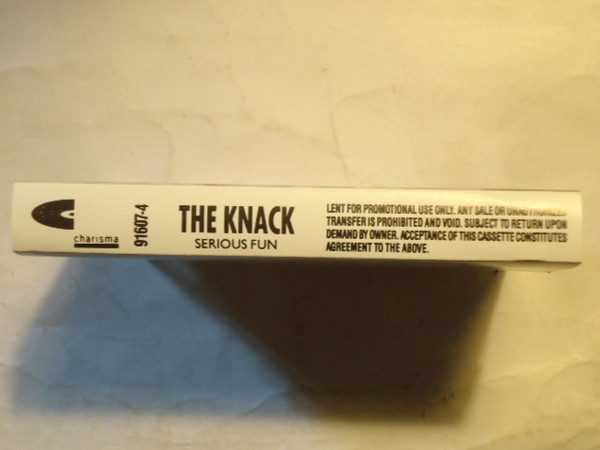 charisma
91607-4
THE KNACK
SERIOUS FUN
LENT FOR PROMOTIONAL USE ONLY. ANY SALE OR UNAUTHORIZED
TRANSFER IS PROHIBITED AND VOID. SUBJECT TO RETURN UPON
DEMAND BY OWNER. ACCEPTANCE OF THIS CASSETTE CONSTITUTES
AGREEMENT TO THE ABOVE.